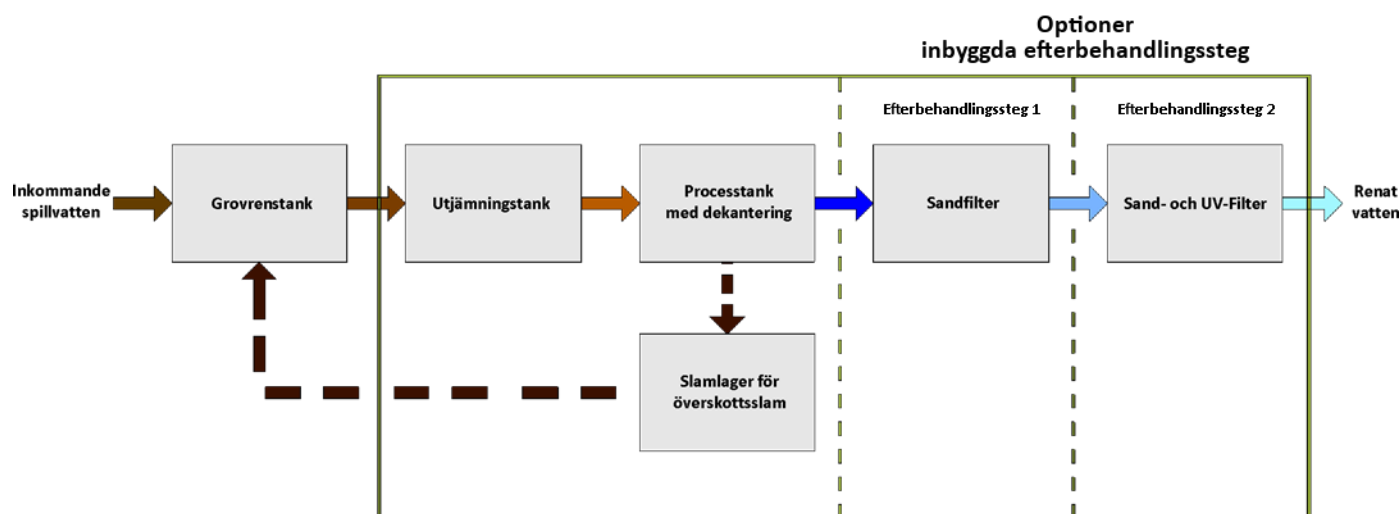 Optioner
inbyggda efterbehandlingssteg
Efterbehandlingssteg 1
Efterbehandlingssteg 2
Inkommande
spillvatten
Grovrenstank
Utjämningstank
Processtank
med dekantering
Sandfilter
Sand- och UV-Filter
Renat
vatten
Slamlager för
överskottsslam